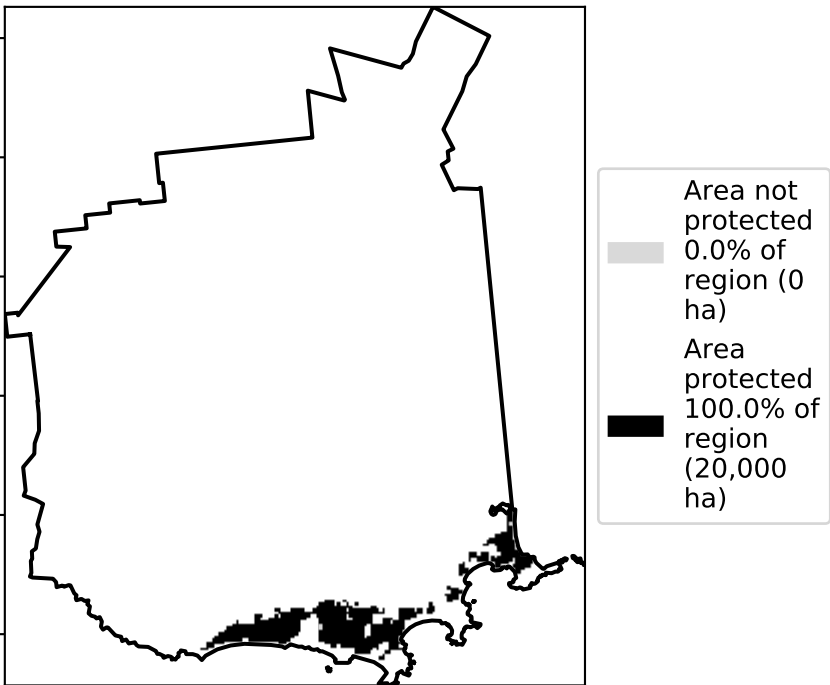 Area not
protected
0.0% of
region (0
ha)
Area
protected
100.0% of
region
(20,000
ha)